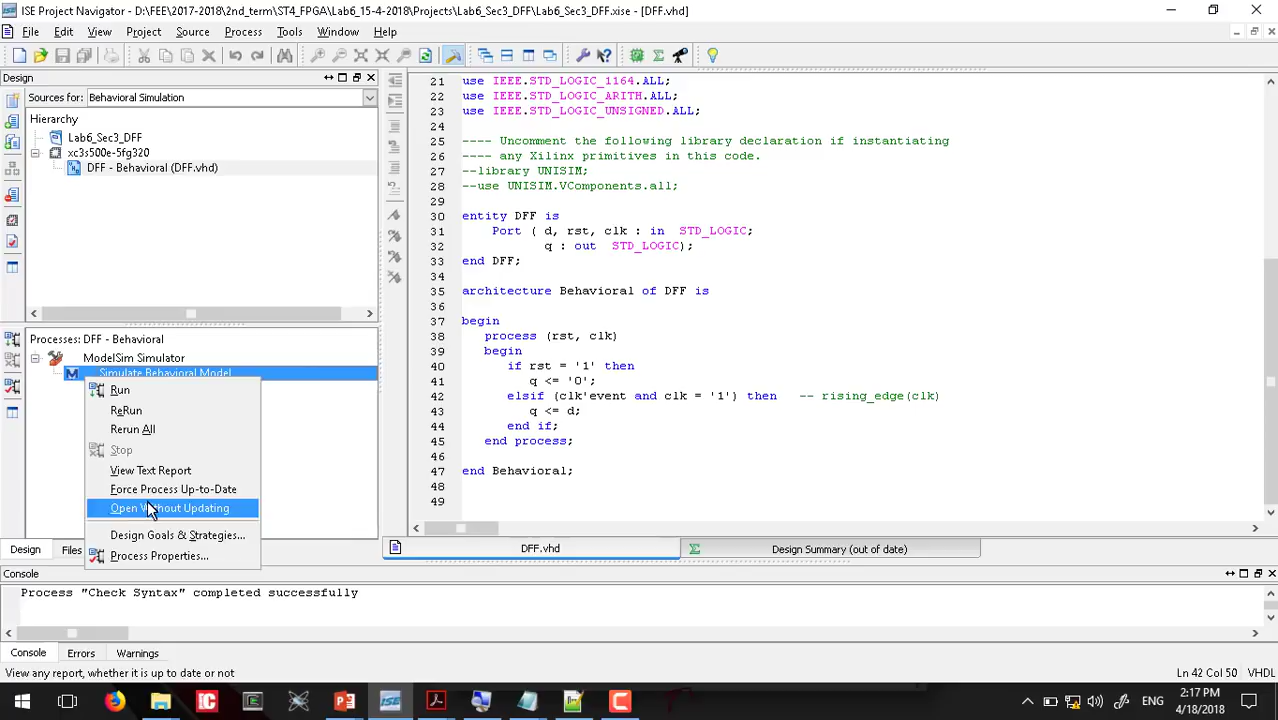 ISE Project Navigator - D:\FEE\2017-2018\2nd_term\ST4_FPGA\Lab6_15-4-2018\Projects\Lab6_Sec3_DFF\Lab6_Sec3_DFF.xise - [DFF.vhd]
File Edit View Project Source Process Tools Window Help
Design
Sources for: Behavioral Simulation
Hierarchy
Lab6_Sec3_DFF
xc3s500e-5fg320
DFF - Behavioral (DFF.vhd)
Processes: DFF - Behavioral
ModelSim Simulator
Simulate Behavioral Model
Run
ReRun
Rerun All
Stop
View Text Report
Force Process Up-to-Date
Open Without Updating
Design Goals & Strategies...
Process Properties...
Design Files
21 use IEEE.STD_LOGIC_1164.ALL;
22 use IEEE.STD_LOGIC_ARITH.ALL;
23 use IEEE.STD_LOGIC_UNSIGNED.ALL;
24
25 ---- Uncomment the following library declaration if instantiating
26 ---- any Xilinx primitives in this code.
27 --library UNISIM;
28 --use UNISIM.VComponents.all;
29
30 entity DFF is
31 Port ( d, rst, clk : in STD_LOGIC;
32 q : out STD_LOGIC);
33 end DFF;
34
35 architecture Behavioral of DFF is
36
37 begin
38 process (rst, clk)
39 begin
40 if rst = '1' then
41 q <= '0';
42 elsif (clk'event and clk = '1') then -- rising_edge(clk)
43 q <= d;
44 end if;
45 end process;
46
47 end Behavioral;
48
49
DFF.vhd Design Summary (out of date)
Console
Process "Check Syntax" completed successfully
Console Errors Warnings
View any report, whether it is up to date or not Ln 42 Col 50 VHDL
ENG 2:17 PM
4/18/2018